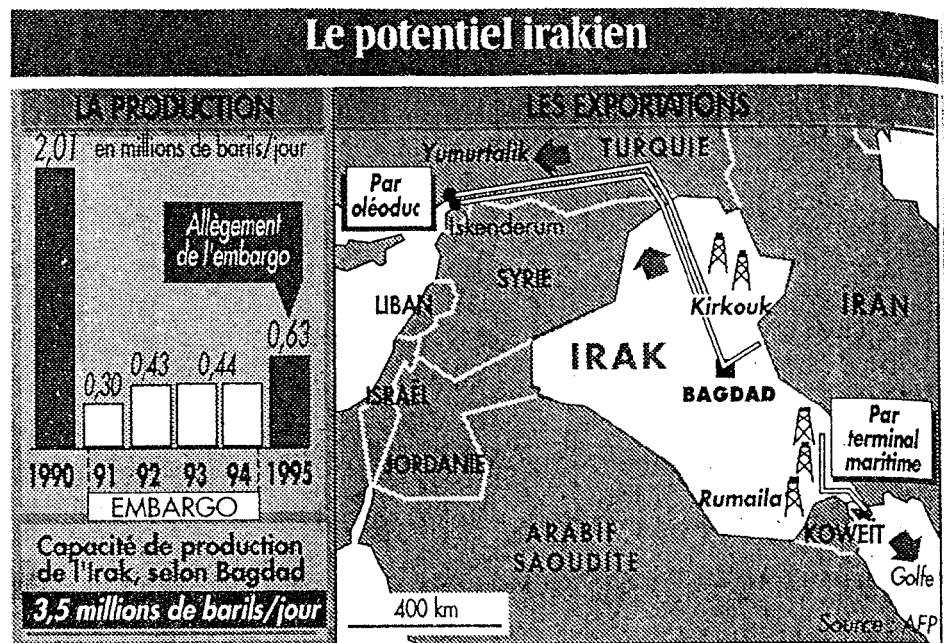 Le potentiel irakien
LA PRODUCTION
2,01 en millions de barils/jour
Allègement
de l'embargo
0,30
0,43
0,44
0,63
1990 91 92 93 94 1995
EMBARGO
Capacité de production
de l'Irak, selon Bagdad
3,5 millions de barils/jour
LES EXPORTATIONS
Yumurtalik
TURQUIE
Par
oléoduc
Iskenderum
SYRIE
LIBAN
Kirkouk
IRAN
IRAK
BAGDAD
ISRAËL
JORDANIE
Par
terminal
maritime
Rumaila
KOWEIT
ARABIE
SAOUDITE
Golfe
400 km
Source : AFP